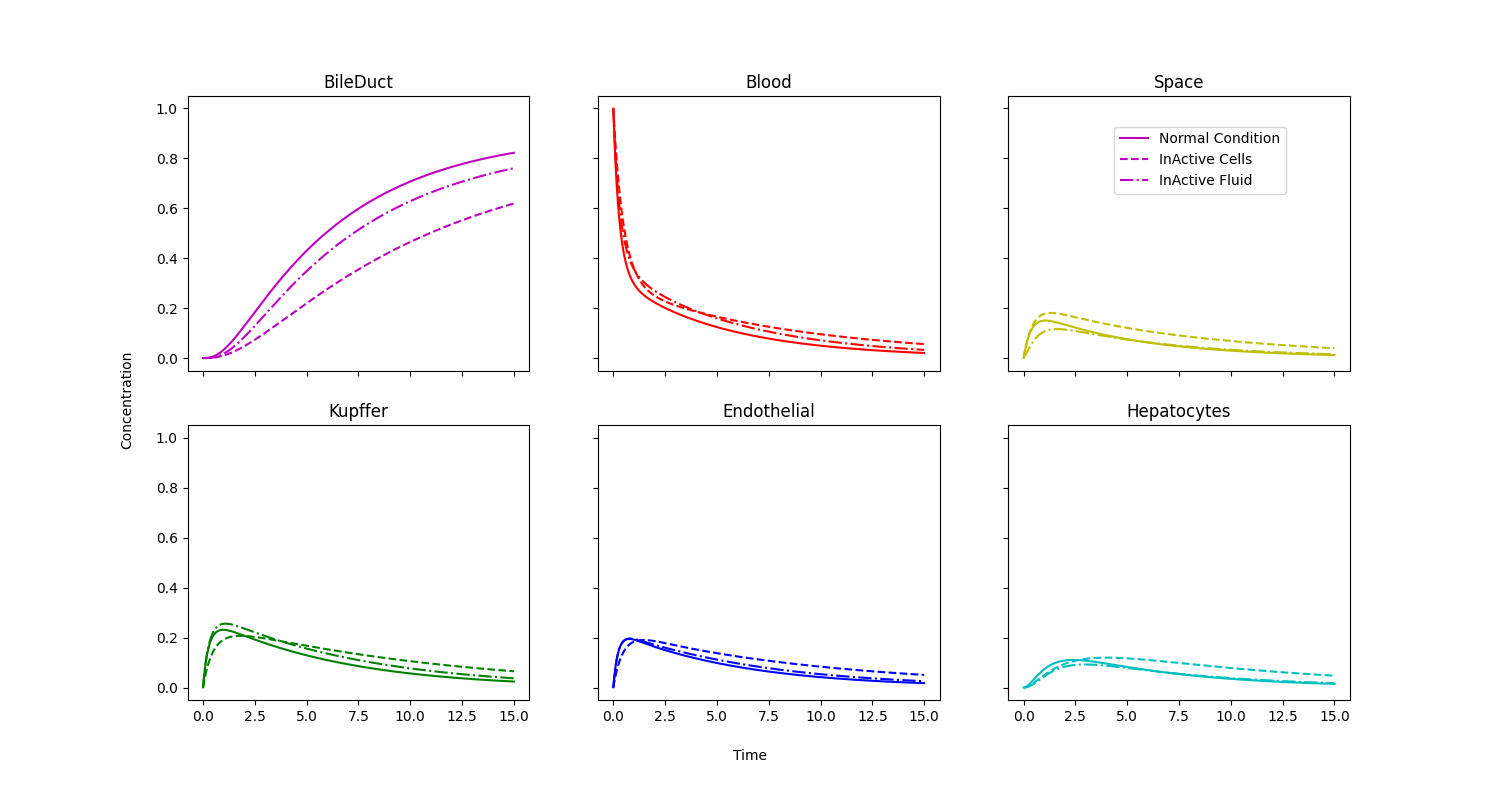 BileDuct
Blood
Space
1.0
0.8
0.6
0.4
0.2
0.0
Normal Condition
InActive Cells
InActive Fluid
Concentration
Kupffer
Endothelial
Hepatocytes
1.0
0.8
0.6
0.4
0.2
0.0
0.0 2.5 5.0 7.5 10.0 12.5 15.0
0.0 2.5 5.0 7.5 10.0 12.5 15.0
0.0 2.5 5.0 7.5 10.0 12.5 15.0
Time